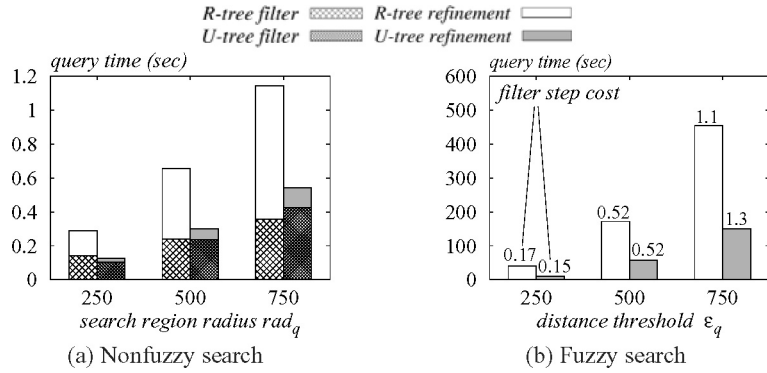 R-tree filter R-tree refinement
U-tree filter U-tree refinement
query time (sec)
1.2
1
0.8
0.6
0.4
0.2
0
250 500 750
search region radius rad_q
(a) Nonfuzzy search
query time (sec)
600
500
400
300
200
100
0
filter step cost
0.17 0.15 0.52 0.52 1.1 1.3
250 500 750
distance threshold ε_q
(b) Fuzzy search